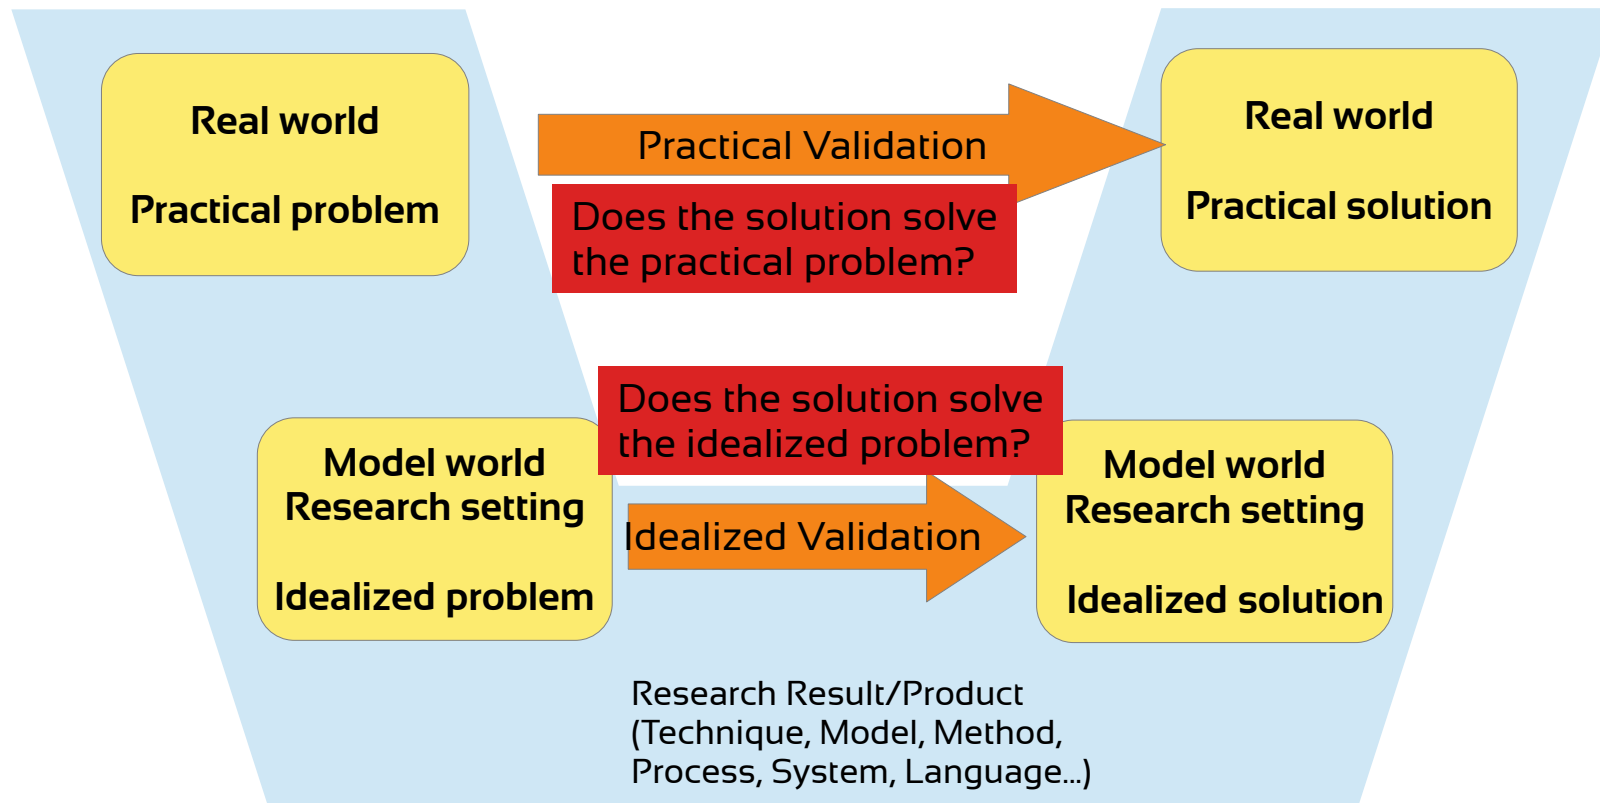 Real world
Practical problem
Practical Validation
Does the solution solve
the practical problem?
Real world
Practical solution
Does the solution solve
the idealized problem?
Model world
Research setting
Idealized problem
Idealized Validation
Model world
Research setting
Idealized solution
Research Result/Product
(Technique, Model, Method,
Process, System, Language...)